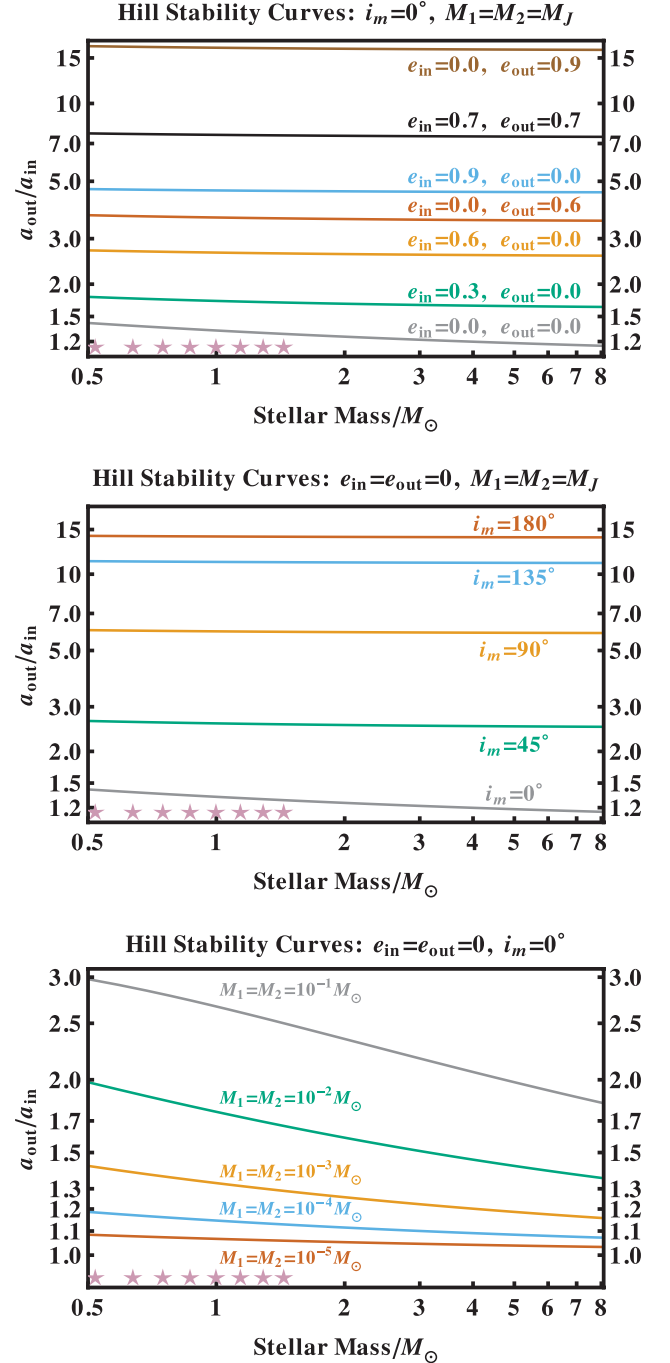 Hill Stability Curves: i_m=0°, M_1=M_2=M_J
15 15
e_in=0.0, e_out=0.9
10 10
e_in=0.7, e_out=0.7
7.0 7.0
e_in=0.9, e_out=0.0
5.0 5.0
e_in=0.0, e_out=0.6
3.0 3.0
e_in=0.6, e_out=0.0
2.0 2.0
e_in=0.3, e_out=0.0
1.5 1.5
e_in=0.0, e_out=0.0
1.2 1.2
a_out/a_in
0.5 1 2 3 4 5 6 7 8
Stellar Mass/M_⊙
Hill Stability Curves: e_in=e_out=0, M_1=M_2=M_J
15 15
i_m=180°
10 10
i_m=135°
7.0 7.0
5.0 5.0
i_m=90°
3.0 3.0
2.0 2.0
i_m=45°
1.5 1.5
i_m=0°
1.2 1.2
a_out/a_in
0.5 1 2 3 4 5 6 7 8
Stellar Mass/M_⊙
Hill Stability Curves: e_in=e_out=0, i_m=0°
3.0 3.0
M_1=M_2=10^−1 M_⊙
2.5 2.5
2.0 2.0
M_1=M_2=10^−2 M_⊙
1.7 1.7
1.5 1.5
M_1=M_2=10^−3 M_⊙
1.3 1.3
1.2 1.2
M_1=M_2=10^−4 M_⊙
1.1 1.1
1.0 1.0
M_1=M_2=10^−5 M_⊙
a_out/a_in
0.5 1 2 3 4 5 6 7 8
Stellar Mass/M_⊙